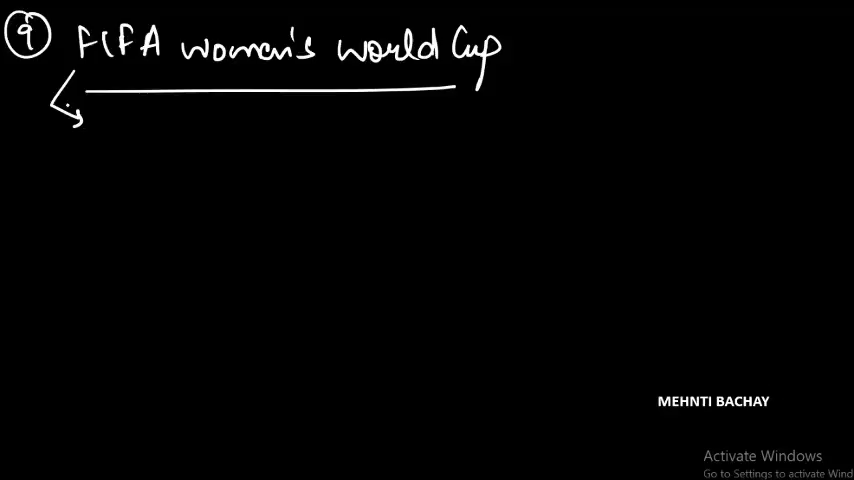 9 FIFA women's world Cup
MEHNTI BACHAY
Activate Windows
Go to Settings to activate Wind